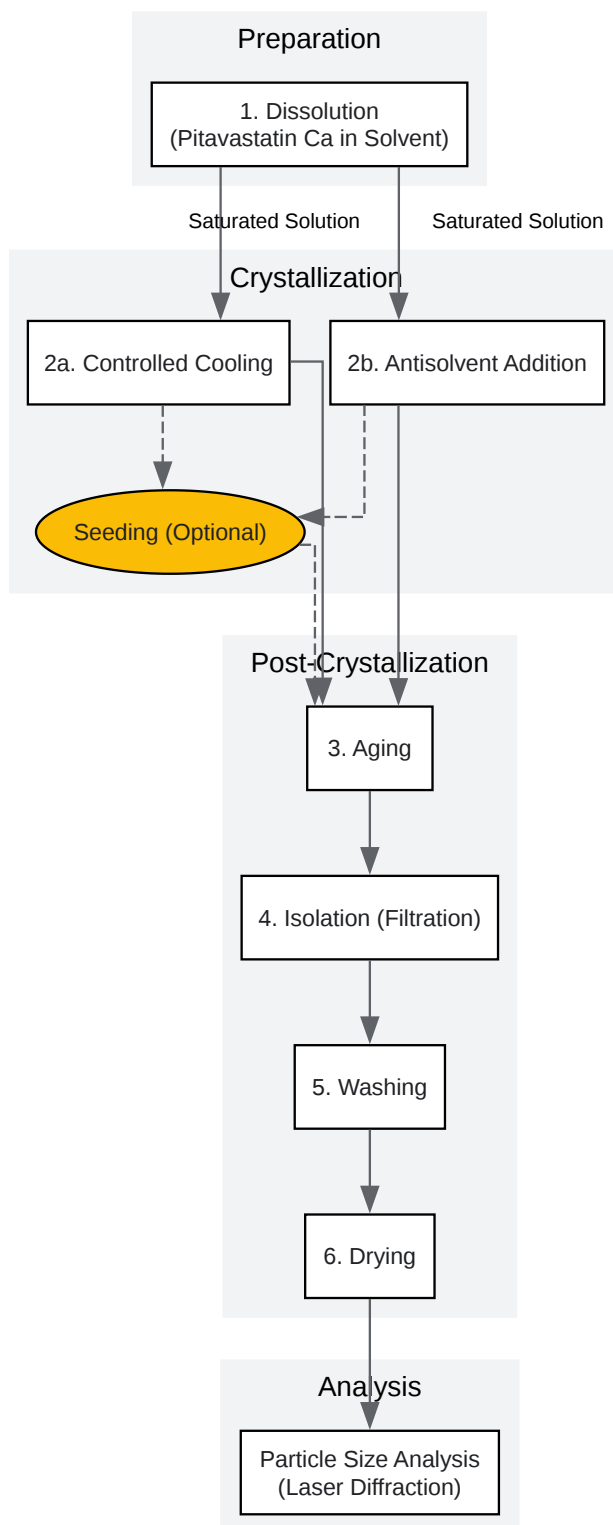 Preparation
1. Dissolution
(Pitavastatin Ca in Solvent)
Saturated Solution
Saturated Solution
Crystallization
2a. Controlled Cooling
2b. Antisolvent Addition
Seeding (Optional)
Post-Crystallization
3. Aging
4. Isolation (Filtration)
5. Washing
6. Drying
Analysis
Particle Size Analysis
(Laser Diffraction)